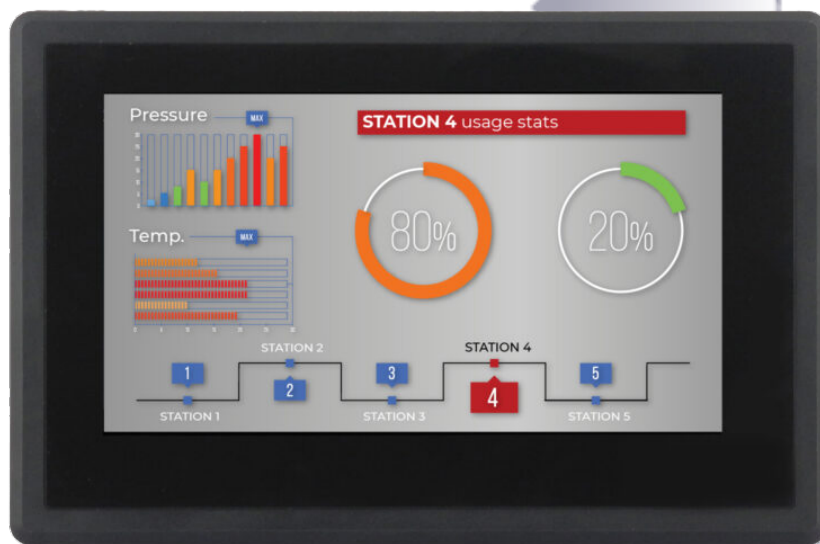 Pressure
MAX
STATION 4 usage stats
80%
20%
Temp.
MAX
STATION 2
STATION 4
1
3
5
2
4
STATION 1
STATION 3
STATION 5